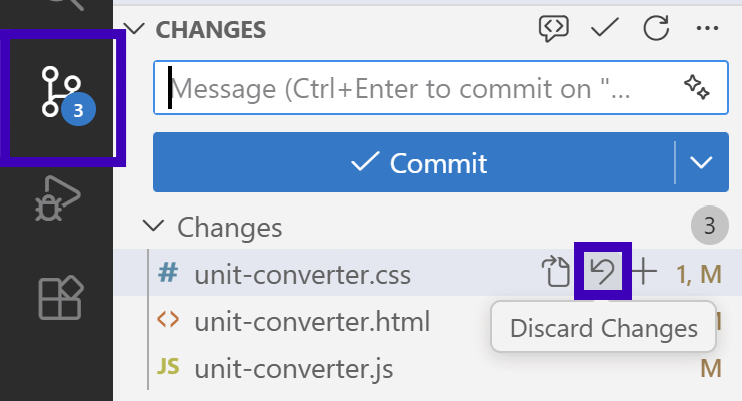 CHANGES
3
Message (Ctrl+Enter to commit on "...
Commit
Changes 3
# unit-converter.css 1, M
<> unit-converter.html M
Discard Changes
JS unit-converter.js M